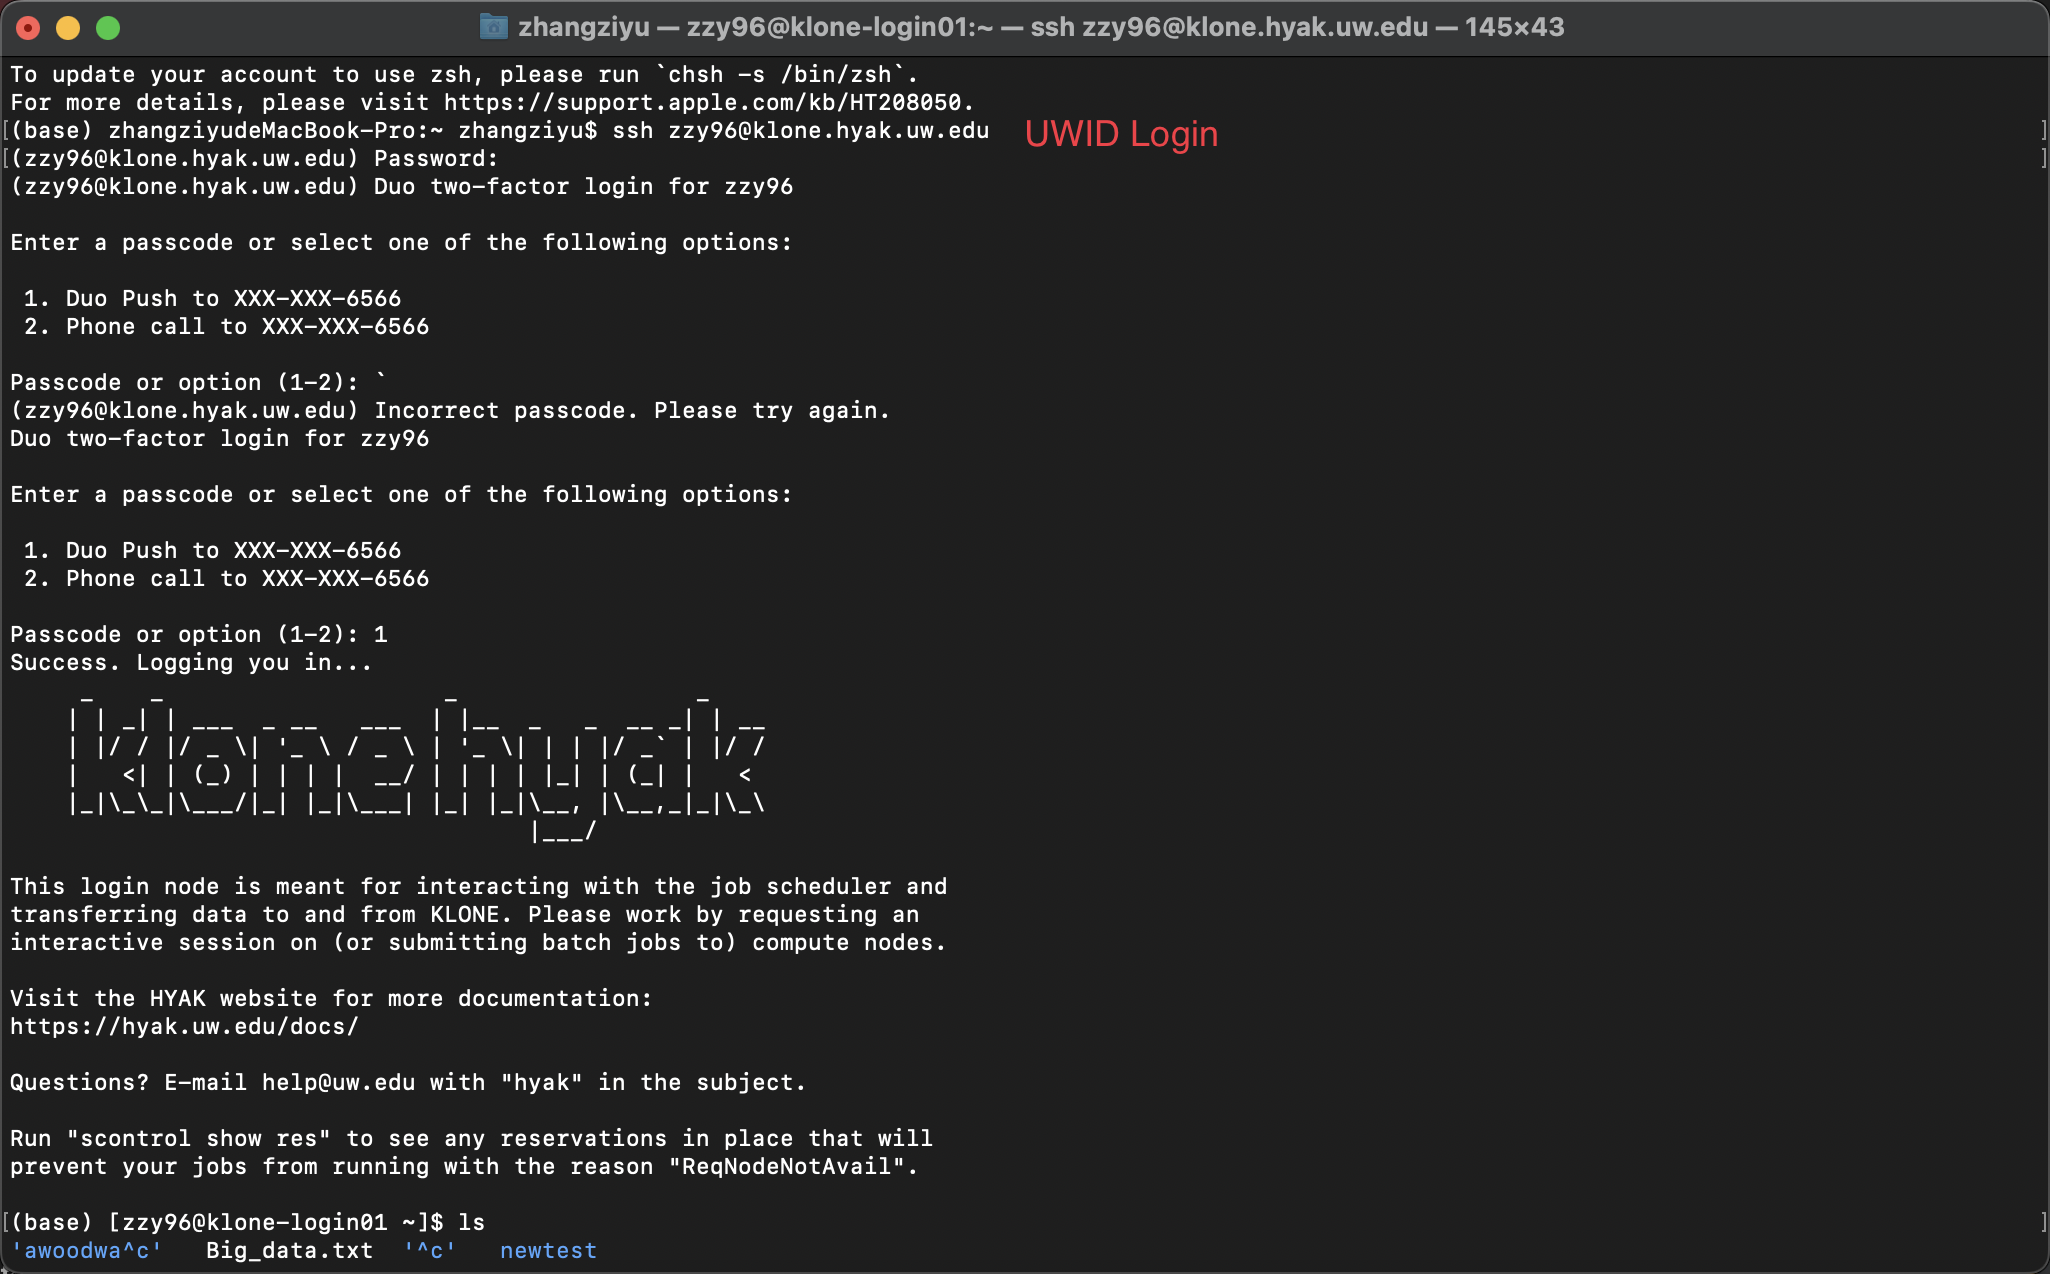 zhangziyu — zzy96@klone-login01:~ — ssh zzy96@klone.hyak.uw.edu — 145×43
To update your account to use zsh, please run `chsh -s /bin/zsh`.
For more details, please visit https://support.apple.com/kb/HT208050.
[(base) zhangziyudeMacBook-Pro:~ zhangziyu$ ssh zzy96@klone.hyak.uw.edu UWID Login ]
[(zzy96@klone.hyak.uw.edu) Password: ]
(zzy96@klone.hyak.uw.edu) Duo two-factor login for zzy96
Enter a passcode or select one of the following options:
1. Duo Push to XXX-XXX-6566
2. Phone call to XXX-XXX-6566
Passcode or option (1-2): `
(zzy96@klone.hyak.uw.edu) Incorrect passcode. Please try again.
Duo two-factor login for zzy96
Enter a passcode or select one of the following options:
1. Duo Push to XXX-XXX-6566
2. Phone call to XXX-XXX-6566
Passcode or option (1-2): 1
Success. Logging you in...
klone hyak
This login node is meant for interacting with the job scheduler and
transferring data to and from KLONE. Please work by requesting an
interactive session on (or submitting batch jobs to) compute nodes.
Visit the HYAK website for more documentation:
https://hyak.uw.edu/docs/
Questions? E-mail help@uw.edu with "hyak" in the subject.
Run "scontrol show res" to see any reservations in place that will
prevent your jobs from running with the reason "ReqNodeNotAvail".
[(base) [zzy96@klone-login01 ~]$ ls ]
'awoodwa^c' Big_data.txt '^c' newtest